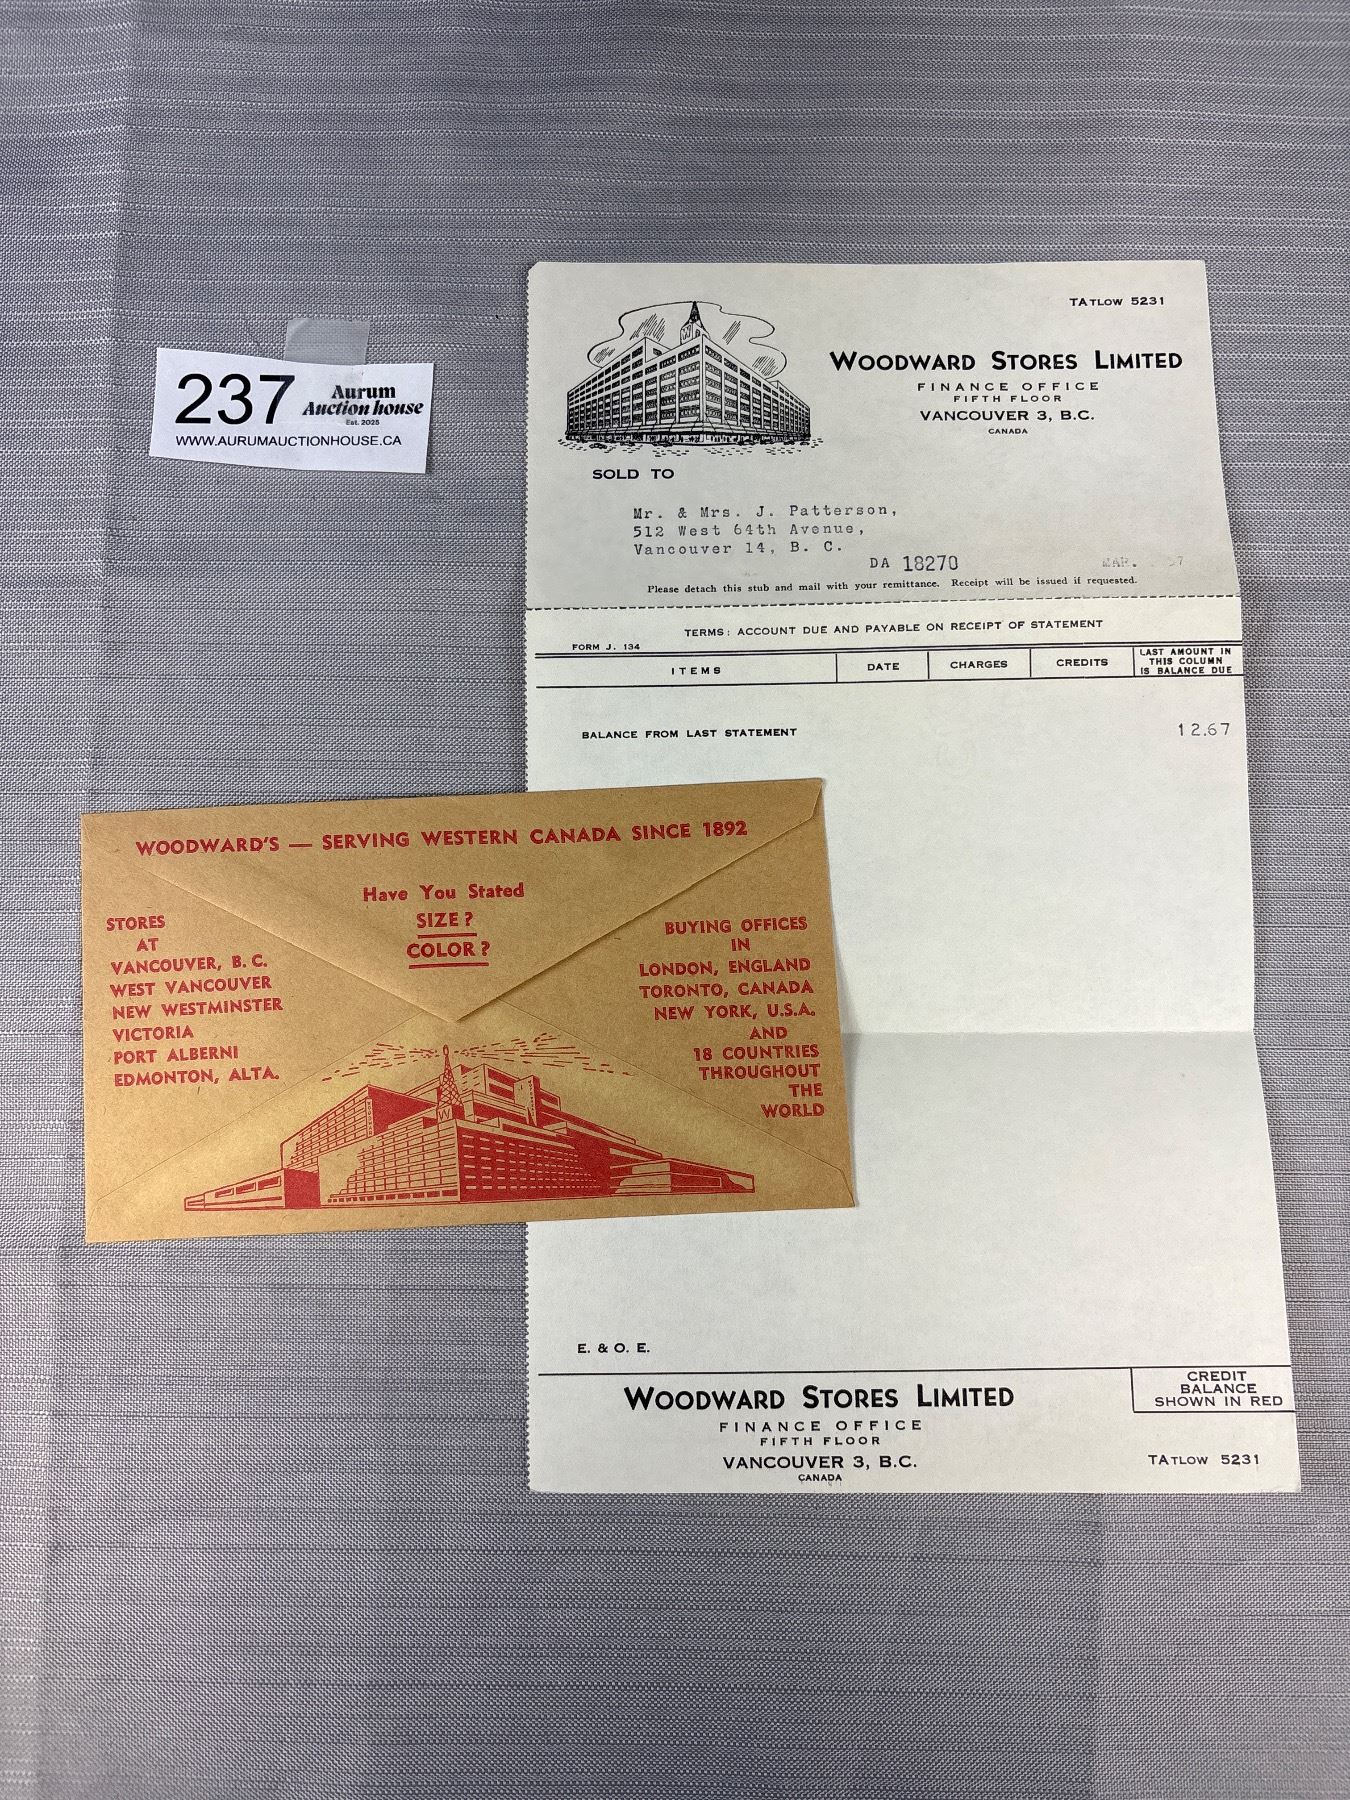 237
Aurum
Auction house
Est. 2025
WWW.AURUMAUCTIONHOUSE.CA
TATLOW 5231
WOODWARD STORES LIMITED
FINANCE OFFICE
FIFTH FLOOR
VANCOUVER 3, B.C.
CANADA
SOLD TO
Mr. & Mrs. J. Patterson,
512 West 64th Avenue,
Vancouver 14, B. C.
DA 18270 MAR. 57
Please detach this stub and mail with your remittance. Receipt will be issued if requested.
TERMS: ACCOUNT DUE AND PAYABLE ON RECEIPT OF STATEMENT
FORM J. 134
ITEMS DATE CHARGES CREDITS LAST AMOUNT IN
THIS COLUMN
IS BALANCE DUE
BALANCE FROM LAST STATEMENT 12.67
WOODWARD'S — SERVING WESTERN CANADA SINCE 1892
Have You Stated
SIZE?
COLOR?
STORES
AT
VANCOUVER, B. C.
WEST VANCOUVER
NEW WESTMINSTER
VICTORIA
PORT ALBERNI
EDMONTON, ALTA.
BUYING OFFICES
IN
LONDON, ENGLAND
TORONTO, CANADA
NEW YORK, U.S.A.
AND
18 COUNTRIES
THROUGHOUT
THE
WORLD
W
E. & O. E.
WOODWARD STORES LIMITED
FINANCE OFFICE
FIFTH FLOOR
VANCOUVER 3, B.C.
CANADA
CREDIT
BALANCE
SHOWN IN RED
TATLOW 5231